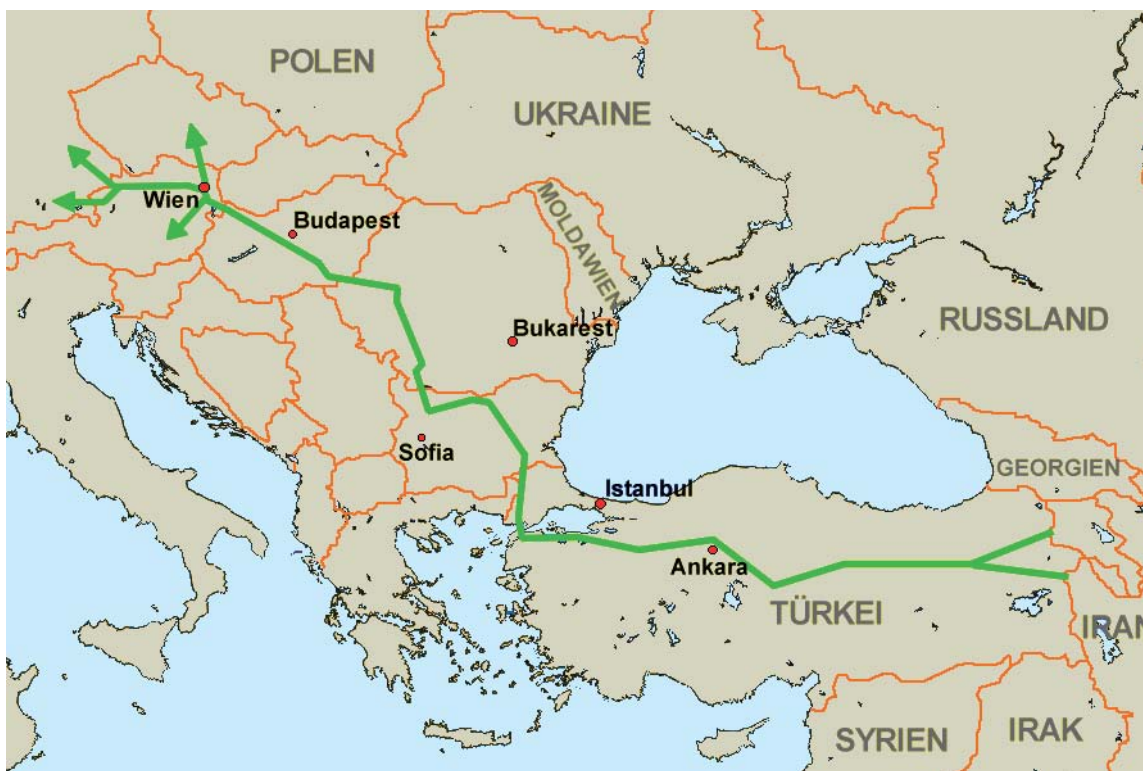 POLEN
UKRAINE
Wien
MOLDAWIEN
Budapest
Bukarest
RUSSLAND
Sofia
GEORGIEN
Istanbul
Ankara
TÜRKEI
IRAN
SYRIEN
IRAK